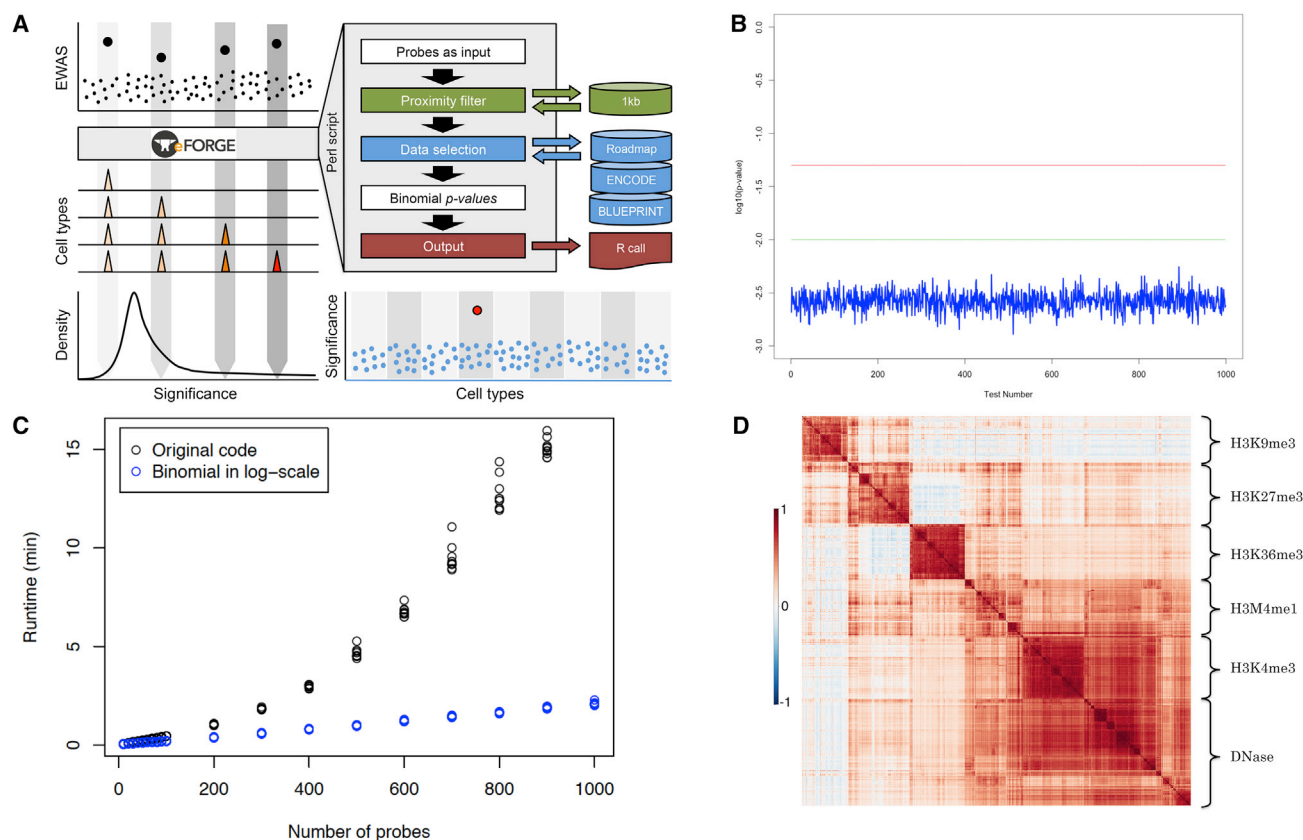 A
EWAS
eFORGE
Cell types
Density
Significance
Perl script
Probes as input
Proximity filter
1kb
Data selection
Roadmap
ENCODE
BLUEPRINT
Binomial p-values
Output
R call
Significance
Cell types
B
0.0
-0.5
-1.0
-1.5
-2.0
-2.5
-3.0
log10(p-value)
0
200
400
600
800
1000
Test Number
C
Original code
Binomial in log-scale
15
10
5
0
Runtime (min)
0
200
400
600
800
1000
Number of probes
D
1
0
-1
H3K9me3
H3K27me3
H3K36me3
H3M4me1
H3K4me3
DNase